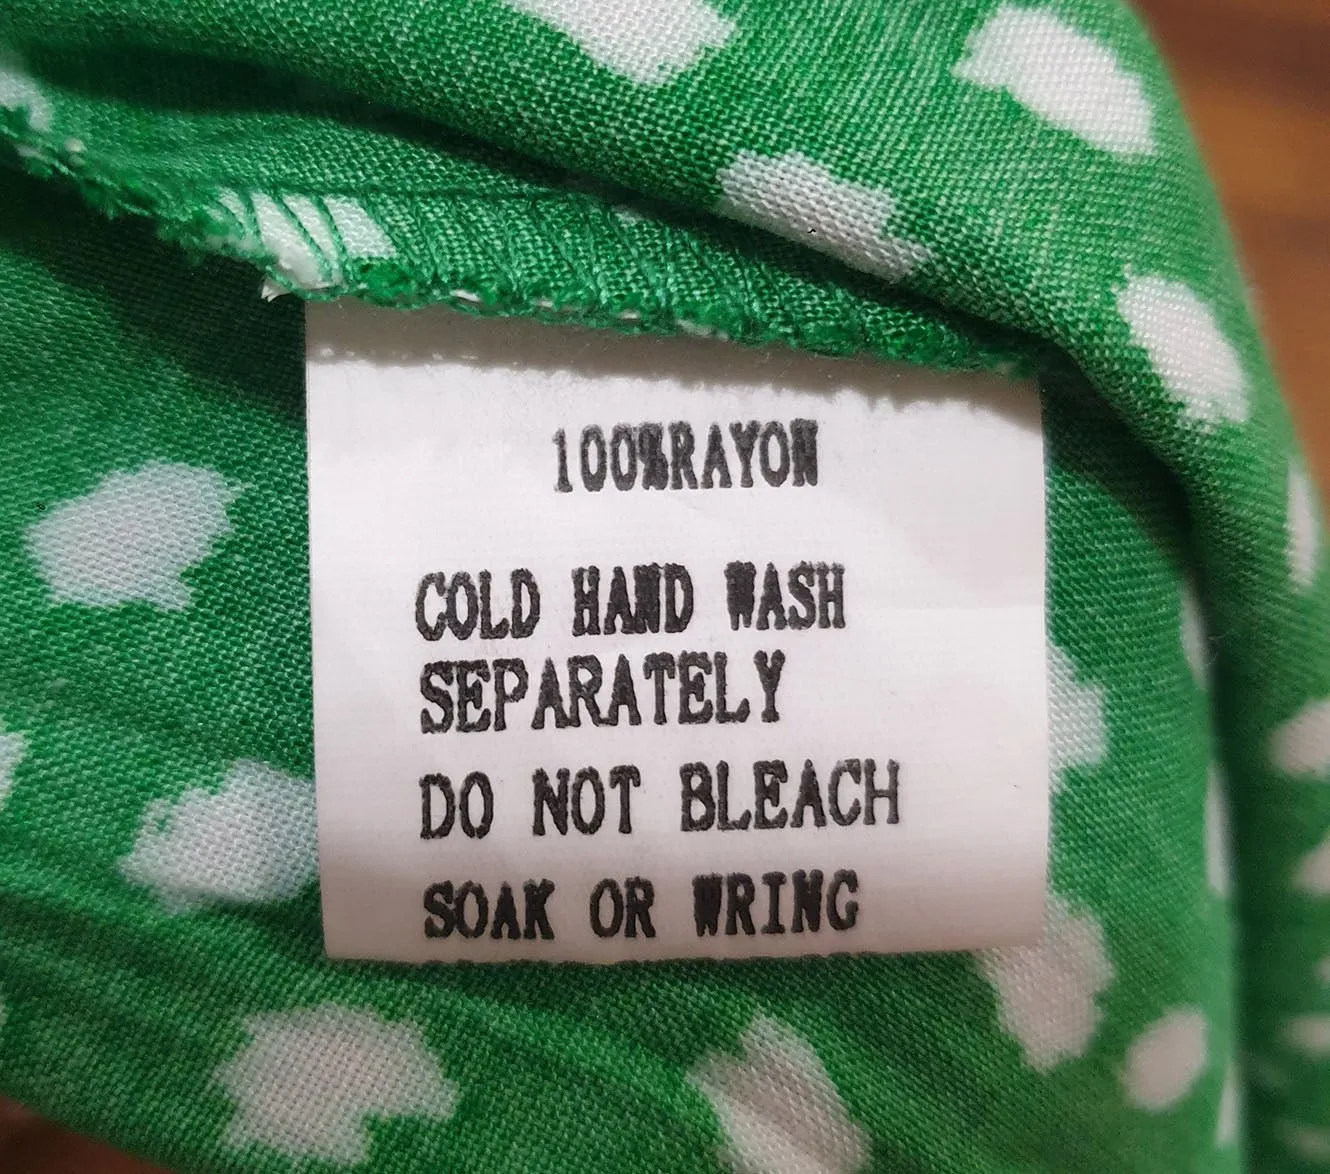 100%RAYON
COLD HAND WASH
SEPARATELY
DO NOT BLEACH
SOAK OR WRING